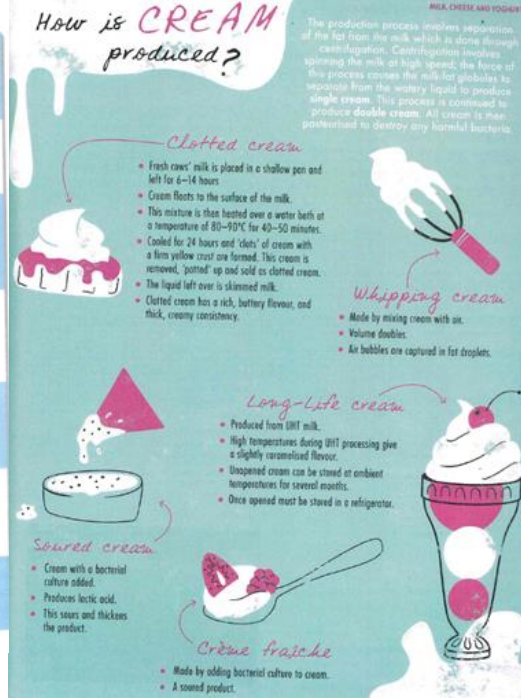 MILK, CHEESE AND YOGHURT
How is CREAM
produced?
The production process involves separation
of the fat from the milk which is done through
centrifugation. Centrifugation involves
spinning the milk at high speed; the force of
this process causes the milk-fat globules to
separate from the watery liquid to produce
single cream. This process is continued to
produce double cream. All cream is then
pasteurised to destroy any harmful bacteria.
Clotted cream
• Fresh cows' milk is placed in a shallow pan and
left for 6–14 hours
• Cream floats to the surface of the milk.
• This mixture is then heated over a water bath at
a temperature of 80–90°C for 40–50 minutes.
• Cooled for 24 hours and 'clots' of cream with
a firm yellow crust are formed. This cream is
removed, 'potted' up and sold as clotted cream.
• The liquid left over is skimmed milk.
• Clotted cream has a rich, buttery flavour, and
thick, creamy consistency.
Whipping cream
• Made by mixing cream with air.
• Volume doubles.
• Air bubbles are captured in fat droplets.
Long-Life cream
• Produced from UHT milk.
• High temperatures during UHT processing give
a slightly caramelised flavour.
• Unopened cream can be stored at ambient
temperatures for several months.
• Once opened must be stored in a refrigerator.
Soured cream
• Cream with a bacterial
culture added.
• Produces lactic acid.
• This sours and thickens
the product.
Crème fraîche
• Made by adding bacterial culture to cream.
• A soured product.